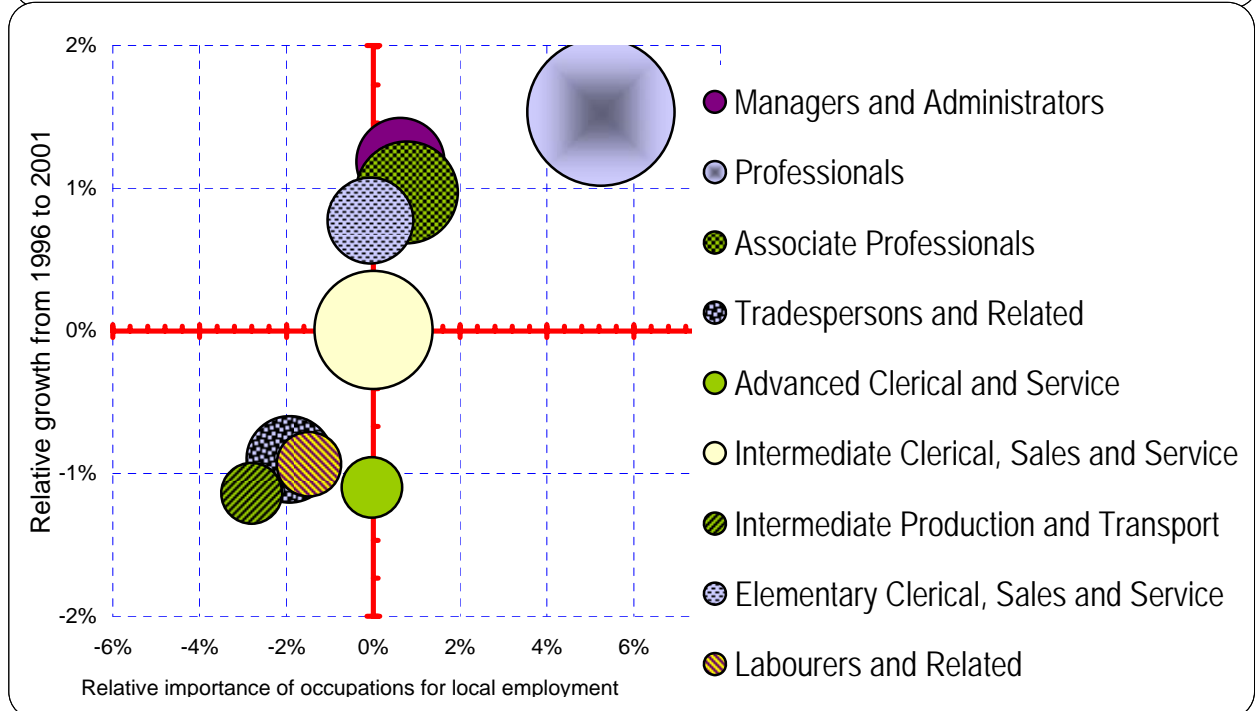 2%
1%
0%
-1%
-2%
Relative growth from 1996 to 2001
-6% -4% -2% 0% 2% 4% 6%
Relative importance of occupations for local employment
Managers and Administrators
Professionals
Associate Professionals
Tradespersons and Related
Advanced Clerical and Service
Intermediate Clerical, Sales and Service
Intermediate Production and Transport
Elementary Clerical, Sales and Service
Labourers and Related